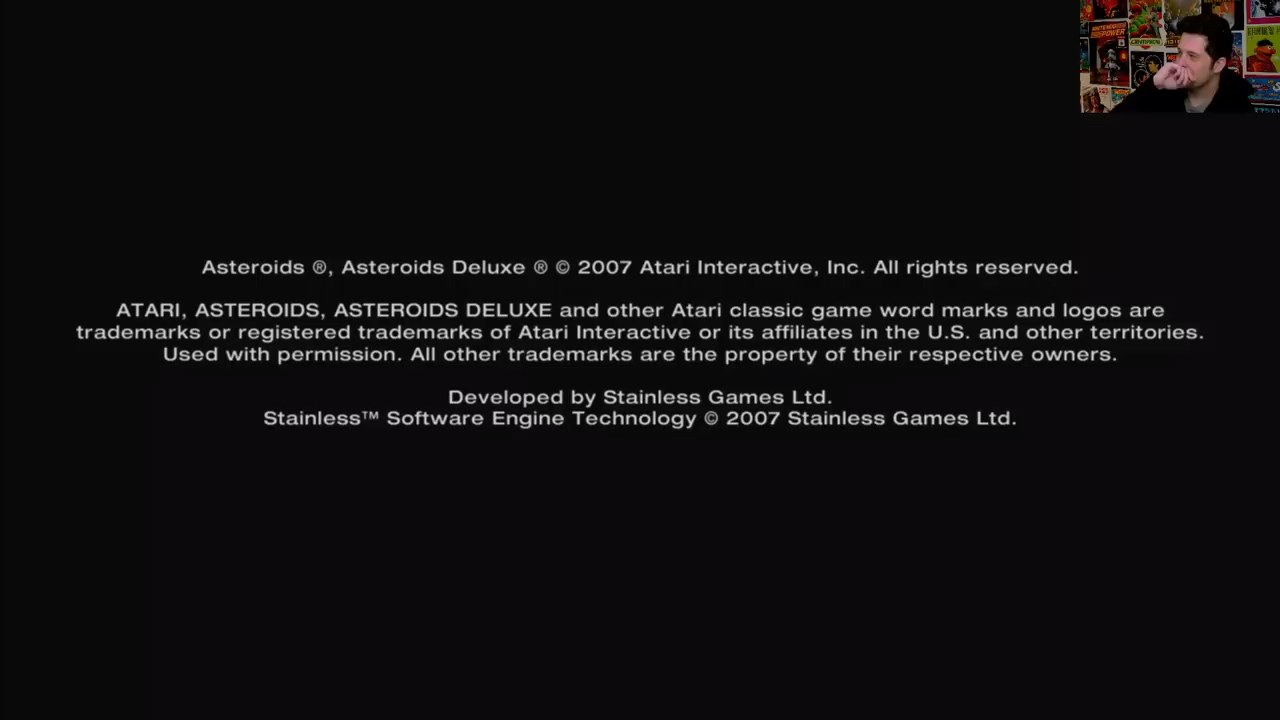 Asteroids ®, Asteroids Deluxe ® © 2007 Atari Interactive, Inc. All rights reserved.
ATARI, ASTEROIDS, ASTEROIDS DELUXE and other Atari classic game word marks and logos are
trademarks or registered trademarks of Atari Interactive or its affiliates in the U.S. and other territories.
Used with permission. All other trademarks are the property of their respective owners.
Developed by Stainless Games Ltd.
Stainless™ Software Engine Technology © 2007 Stainless Games Ltd.